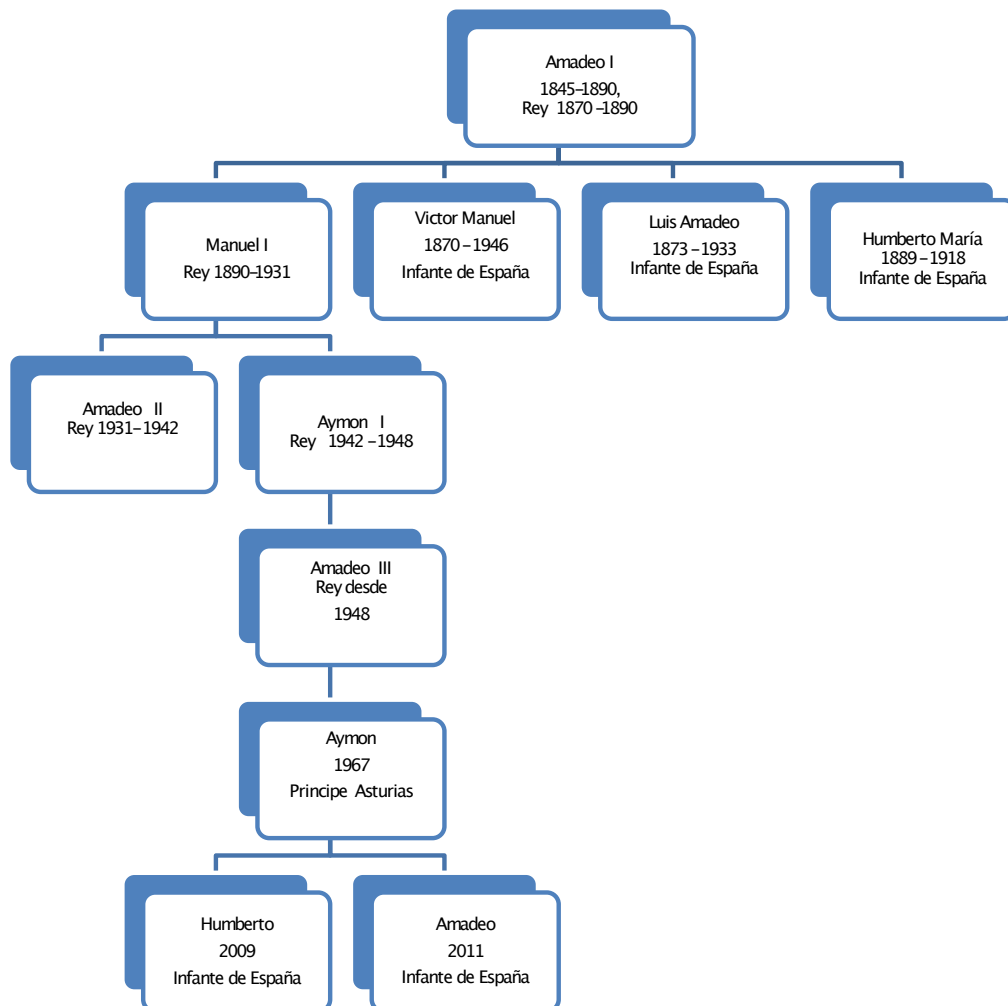 Amadeo I
1845-1890,
Rey 1870-1890
Manuel I
Rey 1890-1931
Victor Manuel
1870-1946
Infante de España
Luis Amadeo
1873-1933
Infante de España
Humberto María
1889-1918
Infante de España
Amadeo II
Rey 1931-1942
Aymon I
Rey 1942-1948
Amadeo III
Rey desde
1948
Aymon
1967
Principe Asturias
Humberto
2009
Infante de España
Amadeo
2011
Infante de España